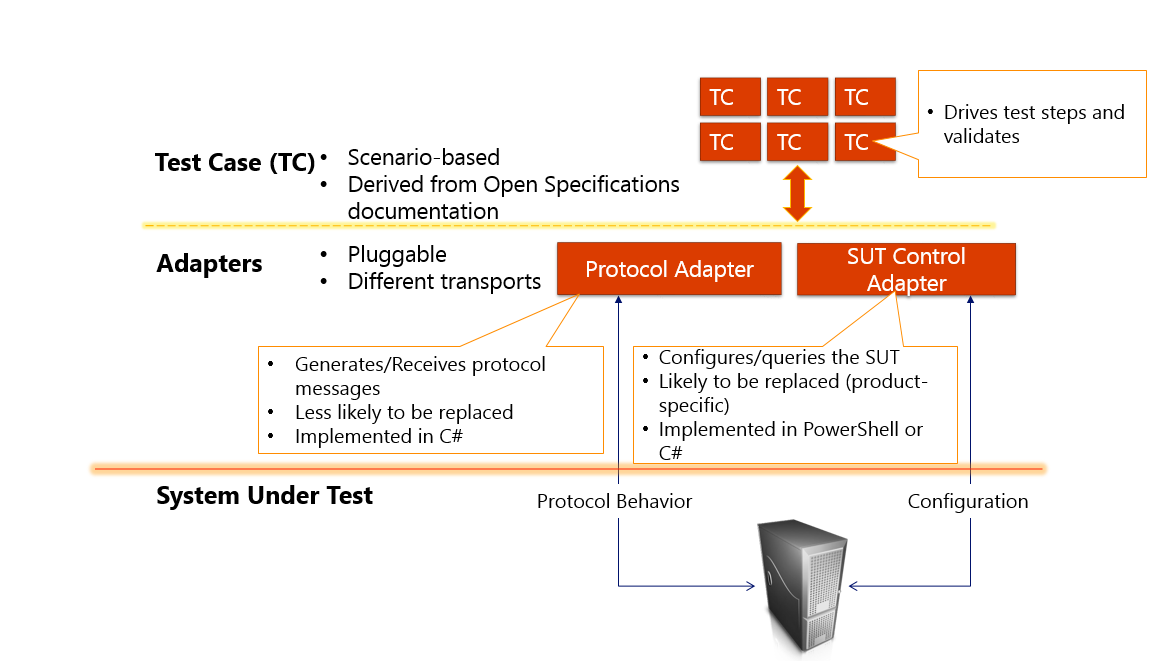 TC TC TC
TC TC TC
• Drives test steps and
validates
Test Case (TC)
• Scenario-based
• Derived from Open Specifications
documentation
Adapters
• Pluggable
• Different transports
Protocol Adapter
SUT Control
Adapter
• Generates/Receives protocol
messages
• Less likely to be replaced
• Implemented in C#
• Configures/queries the SUT
• Likely to be replaced (product-
specific)
• Implemented in PowerShell or
C#
System Under Test
Protocol Behavior
Configuration